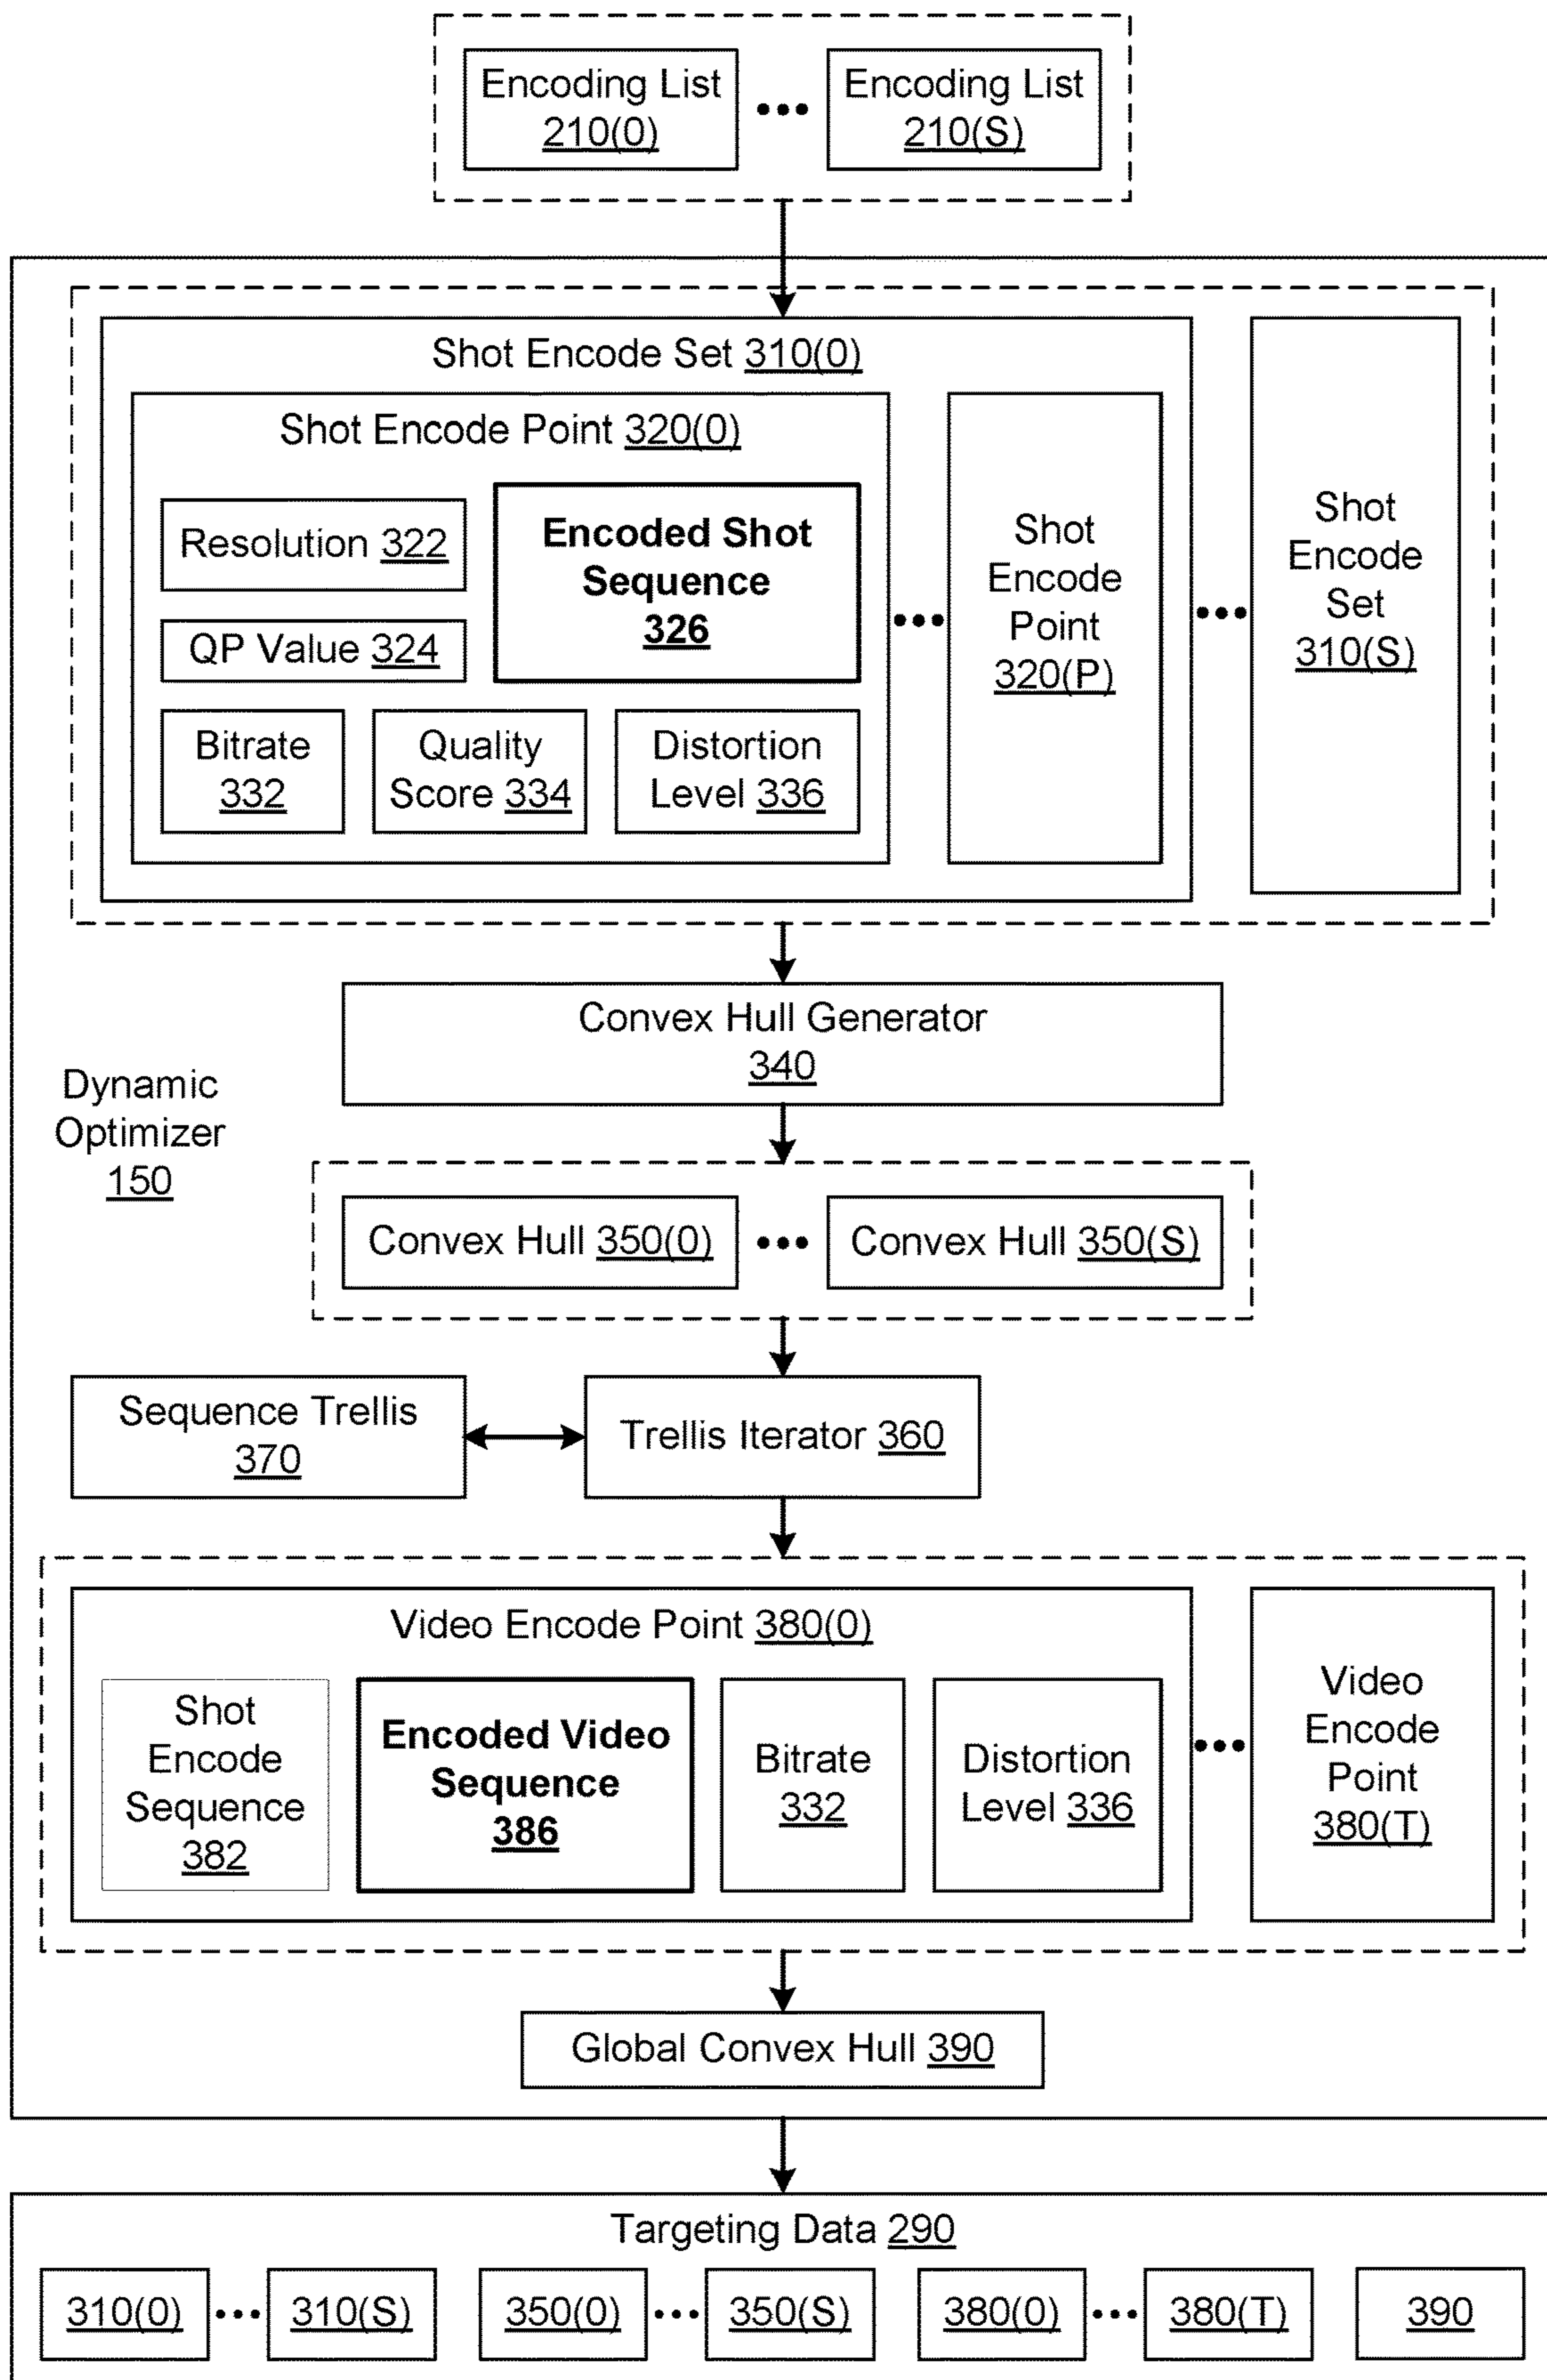 Encoding List
210(0)
•••
Encoding List
210(S)
Shot Encode Set 310(0)
Shot Encode Point 320(0)
Resolution 322
QP Value 324
Encoded Shot
Sequence
326
Bitrate
332
Quality
Score 334
Distortion
Level 336
•••
Shot
Encode
Point
320(P)
•••
Shot
Encode
Set
310(S)
Convex Hull Generator
340
Dynamic
Optimizer
150
Convex Hull 350(0)
•••
Convex Hull 350(S)
Sequence Trellis
370
Trellis Iterator 360
Video Encode Point 380(0)
Shot
Encode
Sequence
382
Encoded Video
Sequence
386
Bitrate
332
Distortion
Level 336
•••
Video
Encode
Point
380(T)
Global Convex Hull 390
Targeting Data 290
310(0) ••• 310(S) 350(0) ••• 350(S) 380(0) ••• 380(T) 390